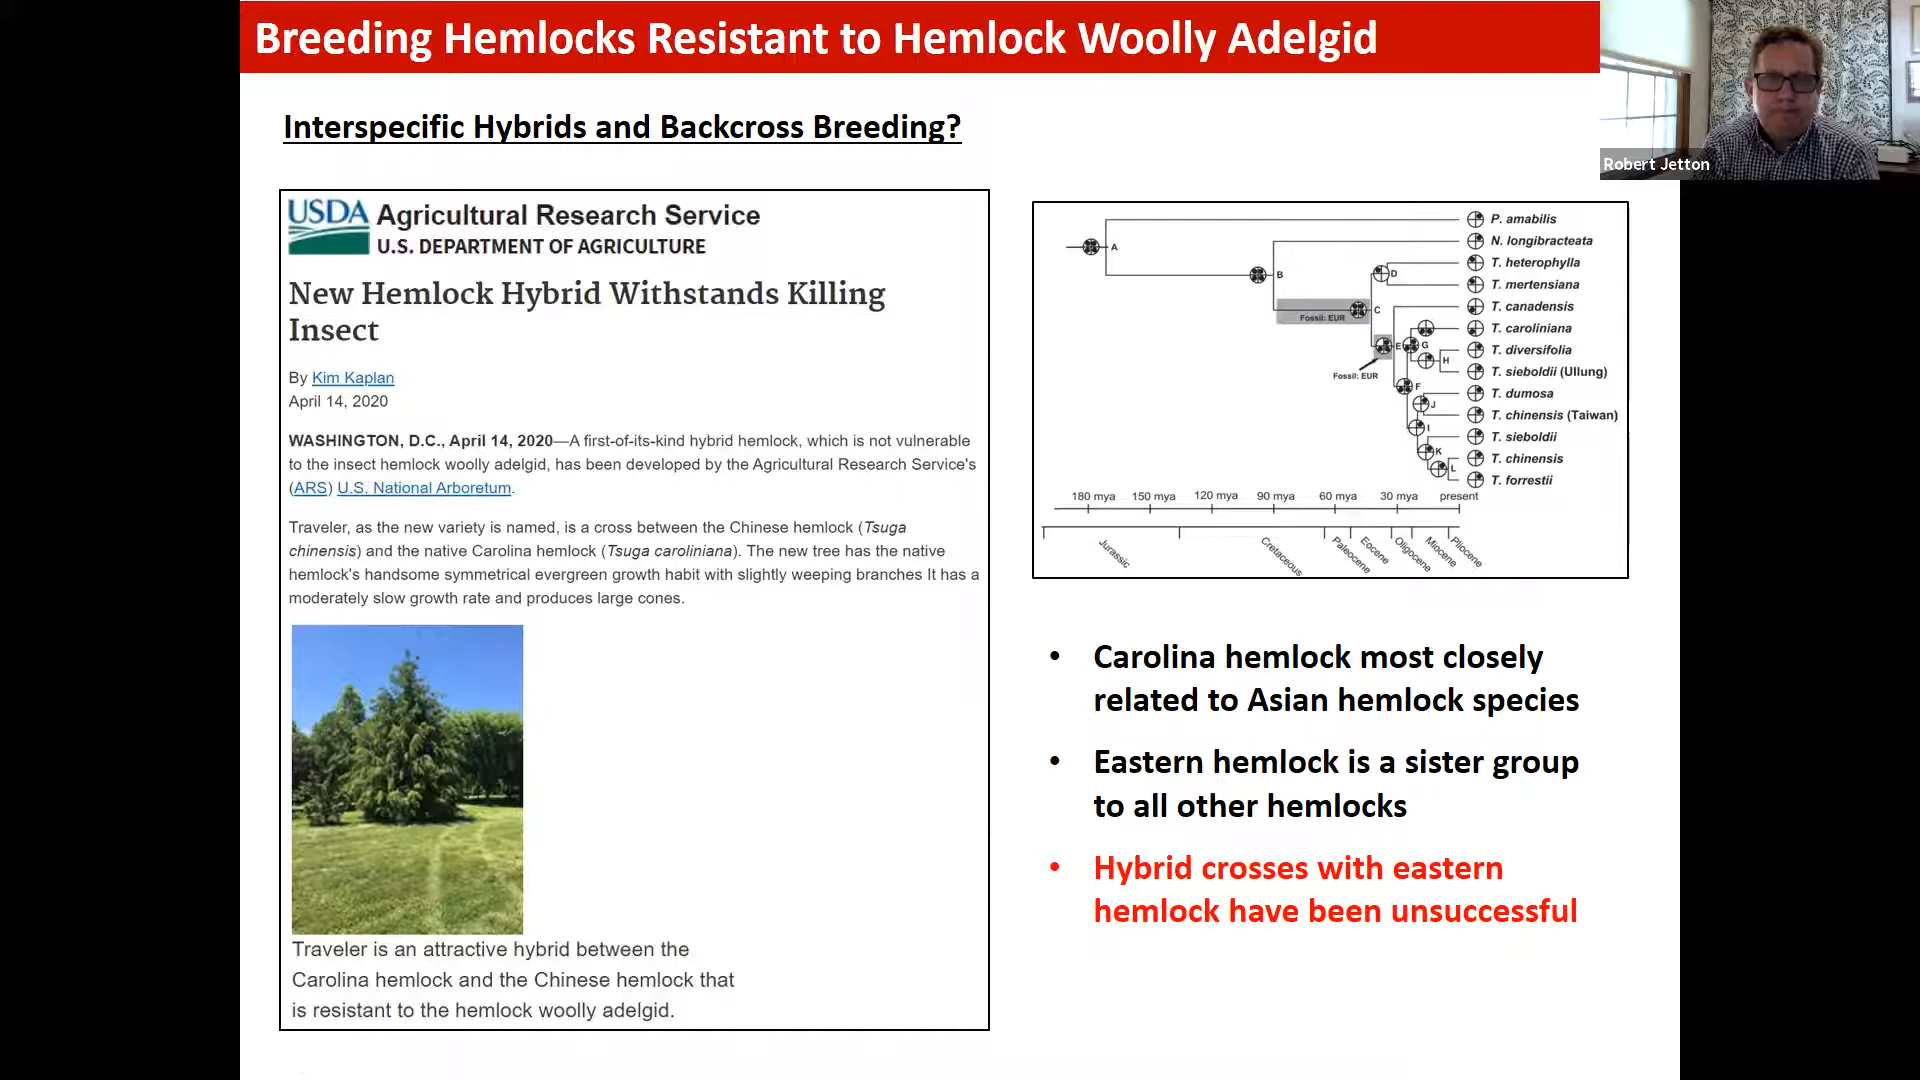 Breeding Hemlocks Resistant to Hemlock Woolly Adelgid
Robert Jetton
Interspecific Hybrids and Backcross Breeding?
USDA Agricultural Research Service
U.S. DEPARTMENT OF AGRICULTURE
New Hemlock Hybrid Withstands Killing
Insect
By Kim Kaplan
April 14, 2020
WASHINGTON, D.C., April 14, 2020—A first-of-its-kind hybrid hemlock, which is not vulnerable
to the insect hemlock woolly adelgid, has been developed by the Agricultural Research Service's
(ARS) U.S. National Arboretum.
Traveler, as the new variety is named, is a cross between the Chinese hemlock (Tsuga
chinensis) and the native Carolina hemlock (Tsuga caroliniana). The new tree has the native
hemlock's handsome symmetrical evergreen growth habit with slightly weeping branches It has a
moderately slow growth rate and produces large cones.
Traveler is an attractive hybrid between the
Carolina hemlock and the Chinese hemlock that
is resistant to the hemlock woolly adelgid.
P. amabilis
A
N. longibracteata
T. heterophylla
B
D
T. mertensiana
T. canadensis
C
Fossil: EUR
T. caroliniana
E
G
T. diversifolia
H
T. sieboldii (Ullung)
Fossil: EUR
F
T. dumosa
J
T. chinensis (Taiwan)
I
T. sieboldii
K
T. chinensis
L
T. forrestii
180 mya 150 mya 120 mya 90 mya 60 mya 30 mya present
Jurassic Cretaceous Paleocene Eocene Oligocene Miocene Pliocene
• Carolina hemlock most closely
related to Asian hemlock species
• Eastern hemlock is a sister group
to all other hemlocks
• Hybrid crosses with eastern
hemlock have been unsuccessful